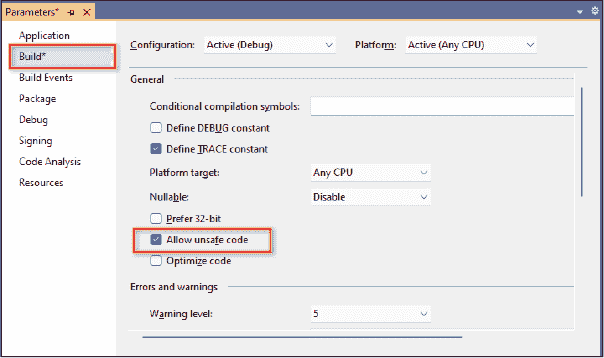 Parameters*
Application
Build*
Build Events
Package
Debug
Signing
Code Analysis
Resources
Configuration: Active (Debug) Platform: Active (Any CPU)
General
Conditional compilation symbols:
Define DEBUG constant
Define TRACE constant
Platform target: Any CPU
Nullable: Disable
Prefer 32-bit
Allow unsafe code
Optimize code
Errors and warnings
Warning level: 5